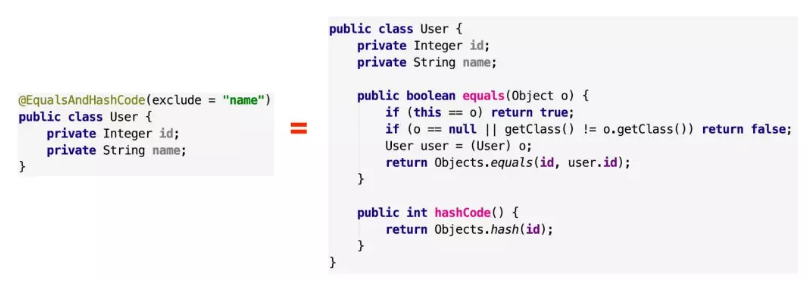 @EqualsAndHashCode(exclude = "name")
public class User {
    private Integer id;
    private String name;
}
=
public class User {
    private Integer id;
    private String name;

    public boolean equals(Object o) {
        if (this == o) return true;
        if (o == null || getClass() != o.getClass()) return false;
        User user = (User) o;
        return Objects.equals(id, user.id);
    }

    public int hashCode() {
        return Objects.hash(id);
    }
}